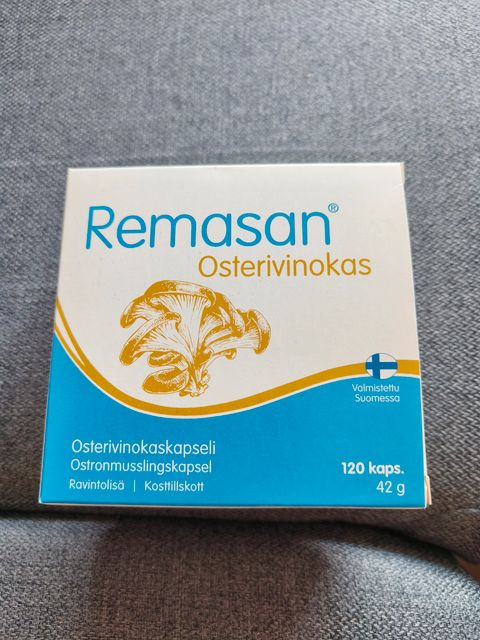 Remasan®
Osterivinokas
Valmistettu
Suomessa
Osterivinokaskapseli
Ostronmusslingskapsel
Ravintolisä | Kosttillskott
120 kaps.
42 g